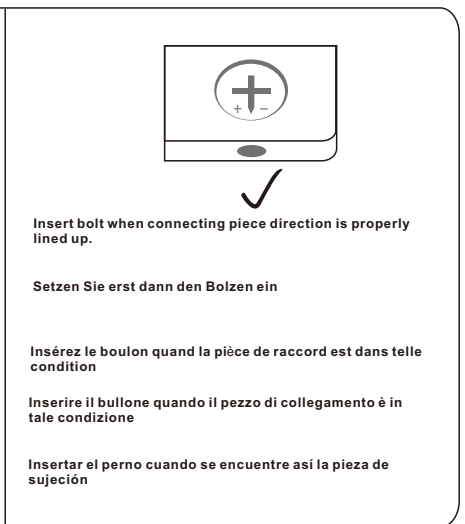 + −
Insert bolt when connecting piece direction is properly
lined up.
Setzen Sie erst dann den Bolzen ein
Insérez le boulon quand la pièce de raccord est dans telle
condition
Inserire il bullone quando il pezzo di collegamento è in
tale condizione
Insertar el perno cuando se encuentre así la pieza de
sujeción